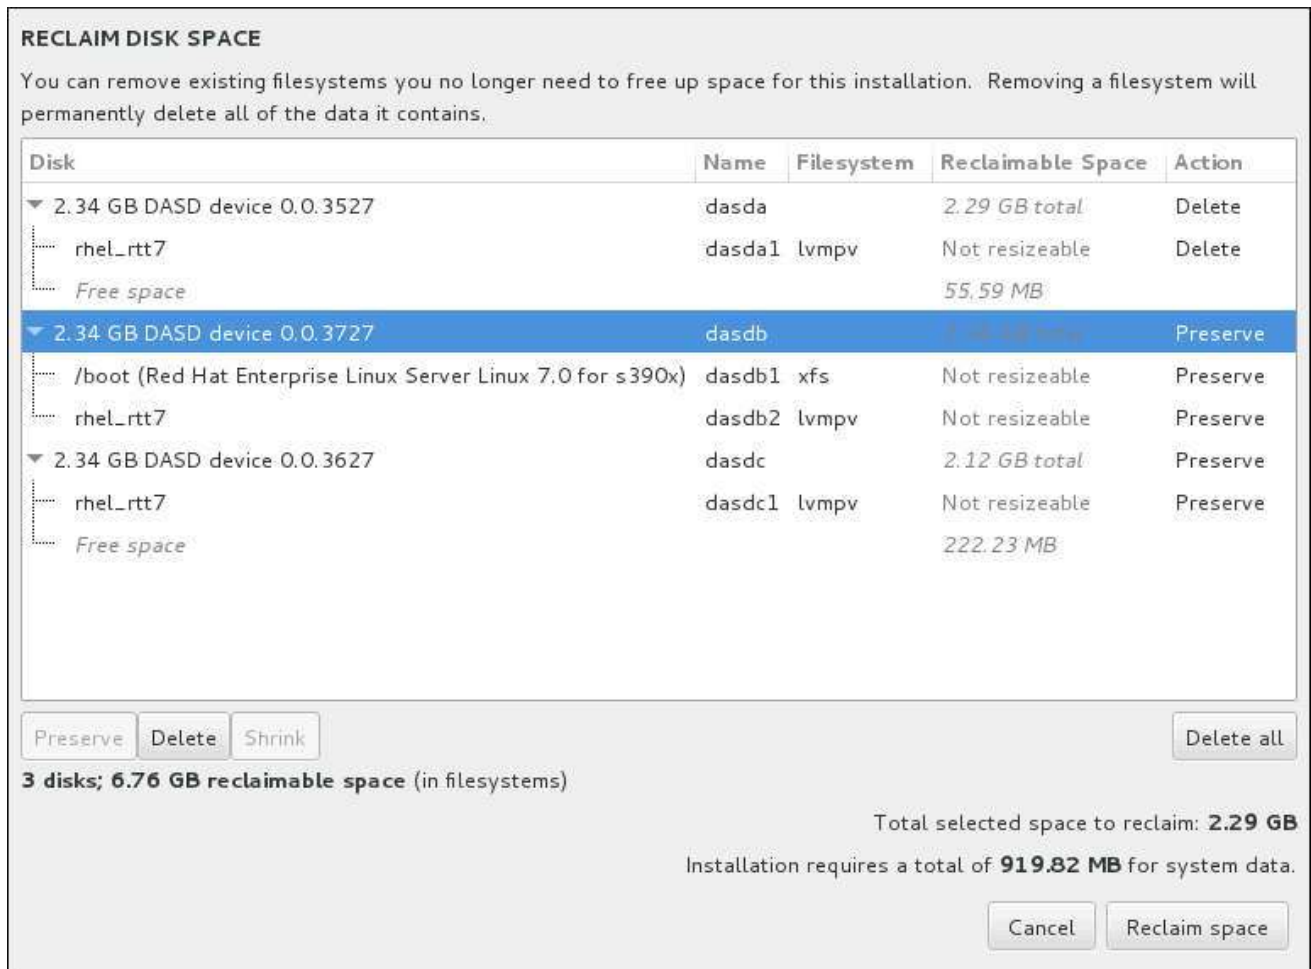 RECLAIM DISK SPACE
You can remove existing filesystems you no longer need to free up space for this installation. Removing a filesystem will
permanently delete all of the data it contains.
Disk Name Filesystem Reclaimable Space Action
2.34 GB DASD device 0.0.3527 dasda 2.29 GB total Delete
rhel_rtt7 dasda1 lvmpv Not resizeable Delete
Free space 55.59 MB
2.34 GB DASD device 0.0.3727 dasdb Preserve
/boot (Red Hat Enterprise Linux Server Linux 7.0 for s390x) dasdb1 xfs Not resizeable Preserve
rhel_rtt7 dasdb2 lvmpv Not resizeable Preserve
2.34 GB DASD device 0.0.3627 dasdc 2.12 GB total Preserve
rhel_rtt7 dasdc1 lvmpv Not resizeable Preserve
Free space 222.23 MB
Preserve Delete Shrink Delete all
3 disks; 6.76 GB reclaimable space (in filesystems)
Total selected space to reclaim: 2.29 GB
Installation requires a total of 919.82 MB for system data.
Cancel Reclaim space